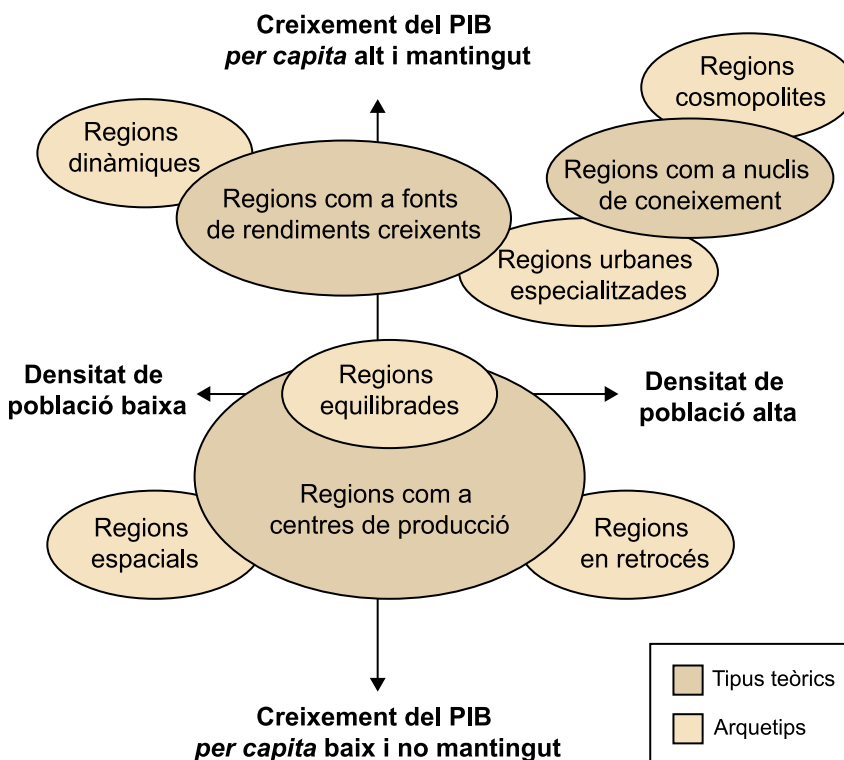 Creixement del PIB
per capita alt i mantingut
Regions
cosmopolites
Regions
dinàmiques
Regions com a nuclis
de coneixement
Regions com a fonts
de rendiments creixents
Regions urbanes
especialitzades
Densitat de
població baixa
Regions
equilibrades
Densitat de
població alta
Regions com a
centres de producció
Regions
espacials
Regions
en retrocés
Creixement del PIB
per capita baix i no mantingut
Tipus teòrics
Arquetips